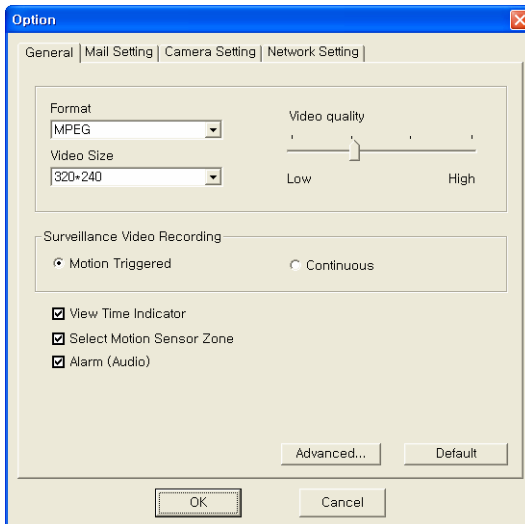 Option
General Mail Setting Camera Setting Network Setting
Format
MPEG
Video Size
320*240
Video quality
Low High
Surveillance Video Recording
Motion Triggered Continuous
View Time Indicator
Select Motion Sensor Zone
Alarm (Audio)
Advanced... Default
OK Cancel